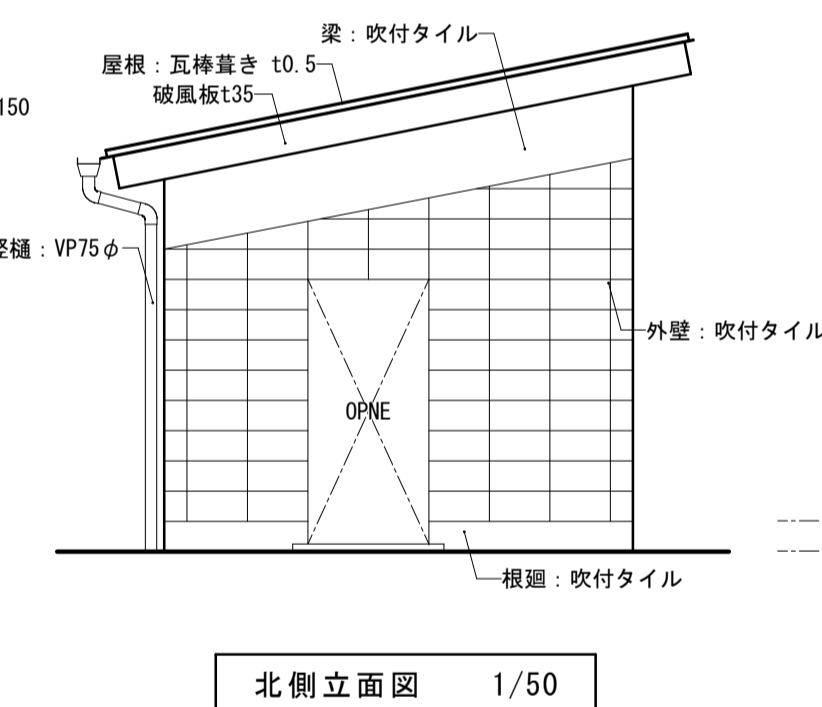 梁：吹付タイル
屋根：瓦棒葺き t0.5
破風板t35
150
竪樋：VP75φ
外壁：吹付タイル
OPNE
根廻：吹付タイル
北側立面図 1/50